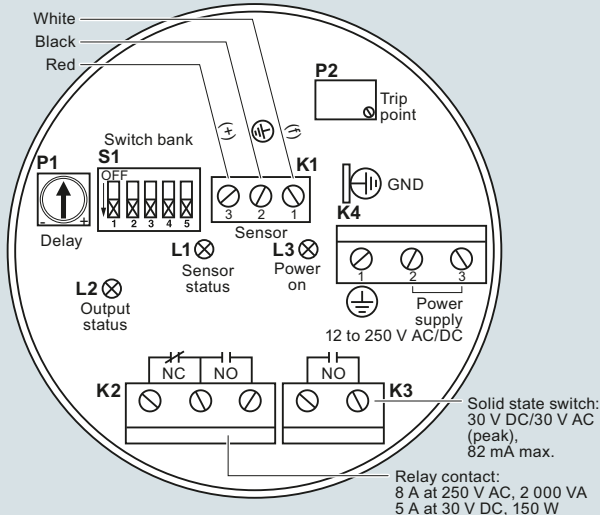 White
Black
Red
(+)
(f)
P2
Trip
point
Switch bank
S1
OFF
1 2 3 4 5
P1
- +
Delay
K1
3 2 1
Sensor
GND
K4
1 2 3
Power
supply
12 to 250 V AC/DC
L1
Sensor
status
L3
Power
on
L2
Output
status
NC
NO
K2
NO
K3
Solid state switch:
30 V DC/30 V AC
(peak),
82 mA max.
Relay contact:
8 A at 250 V AC, 2 000 VA
5 A at 30 V DC, 150 W